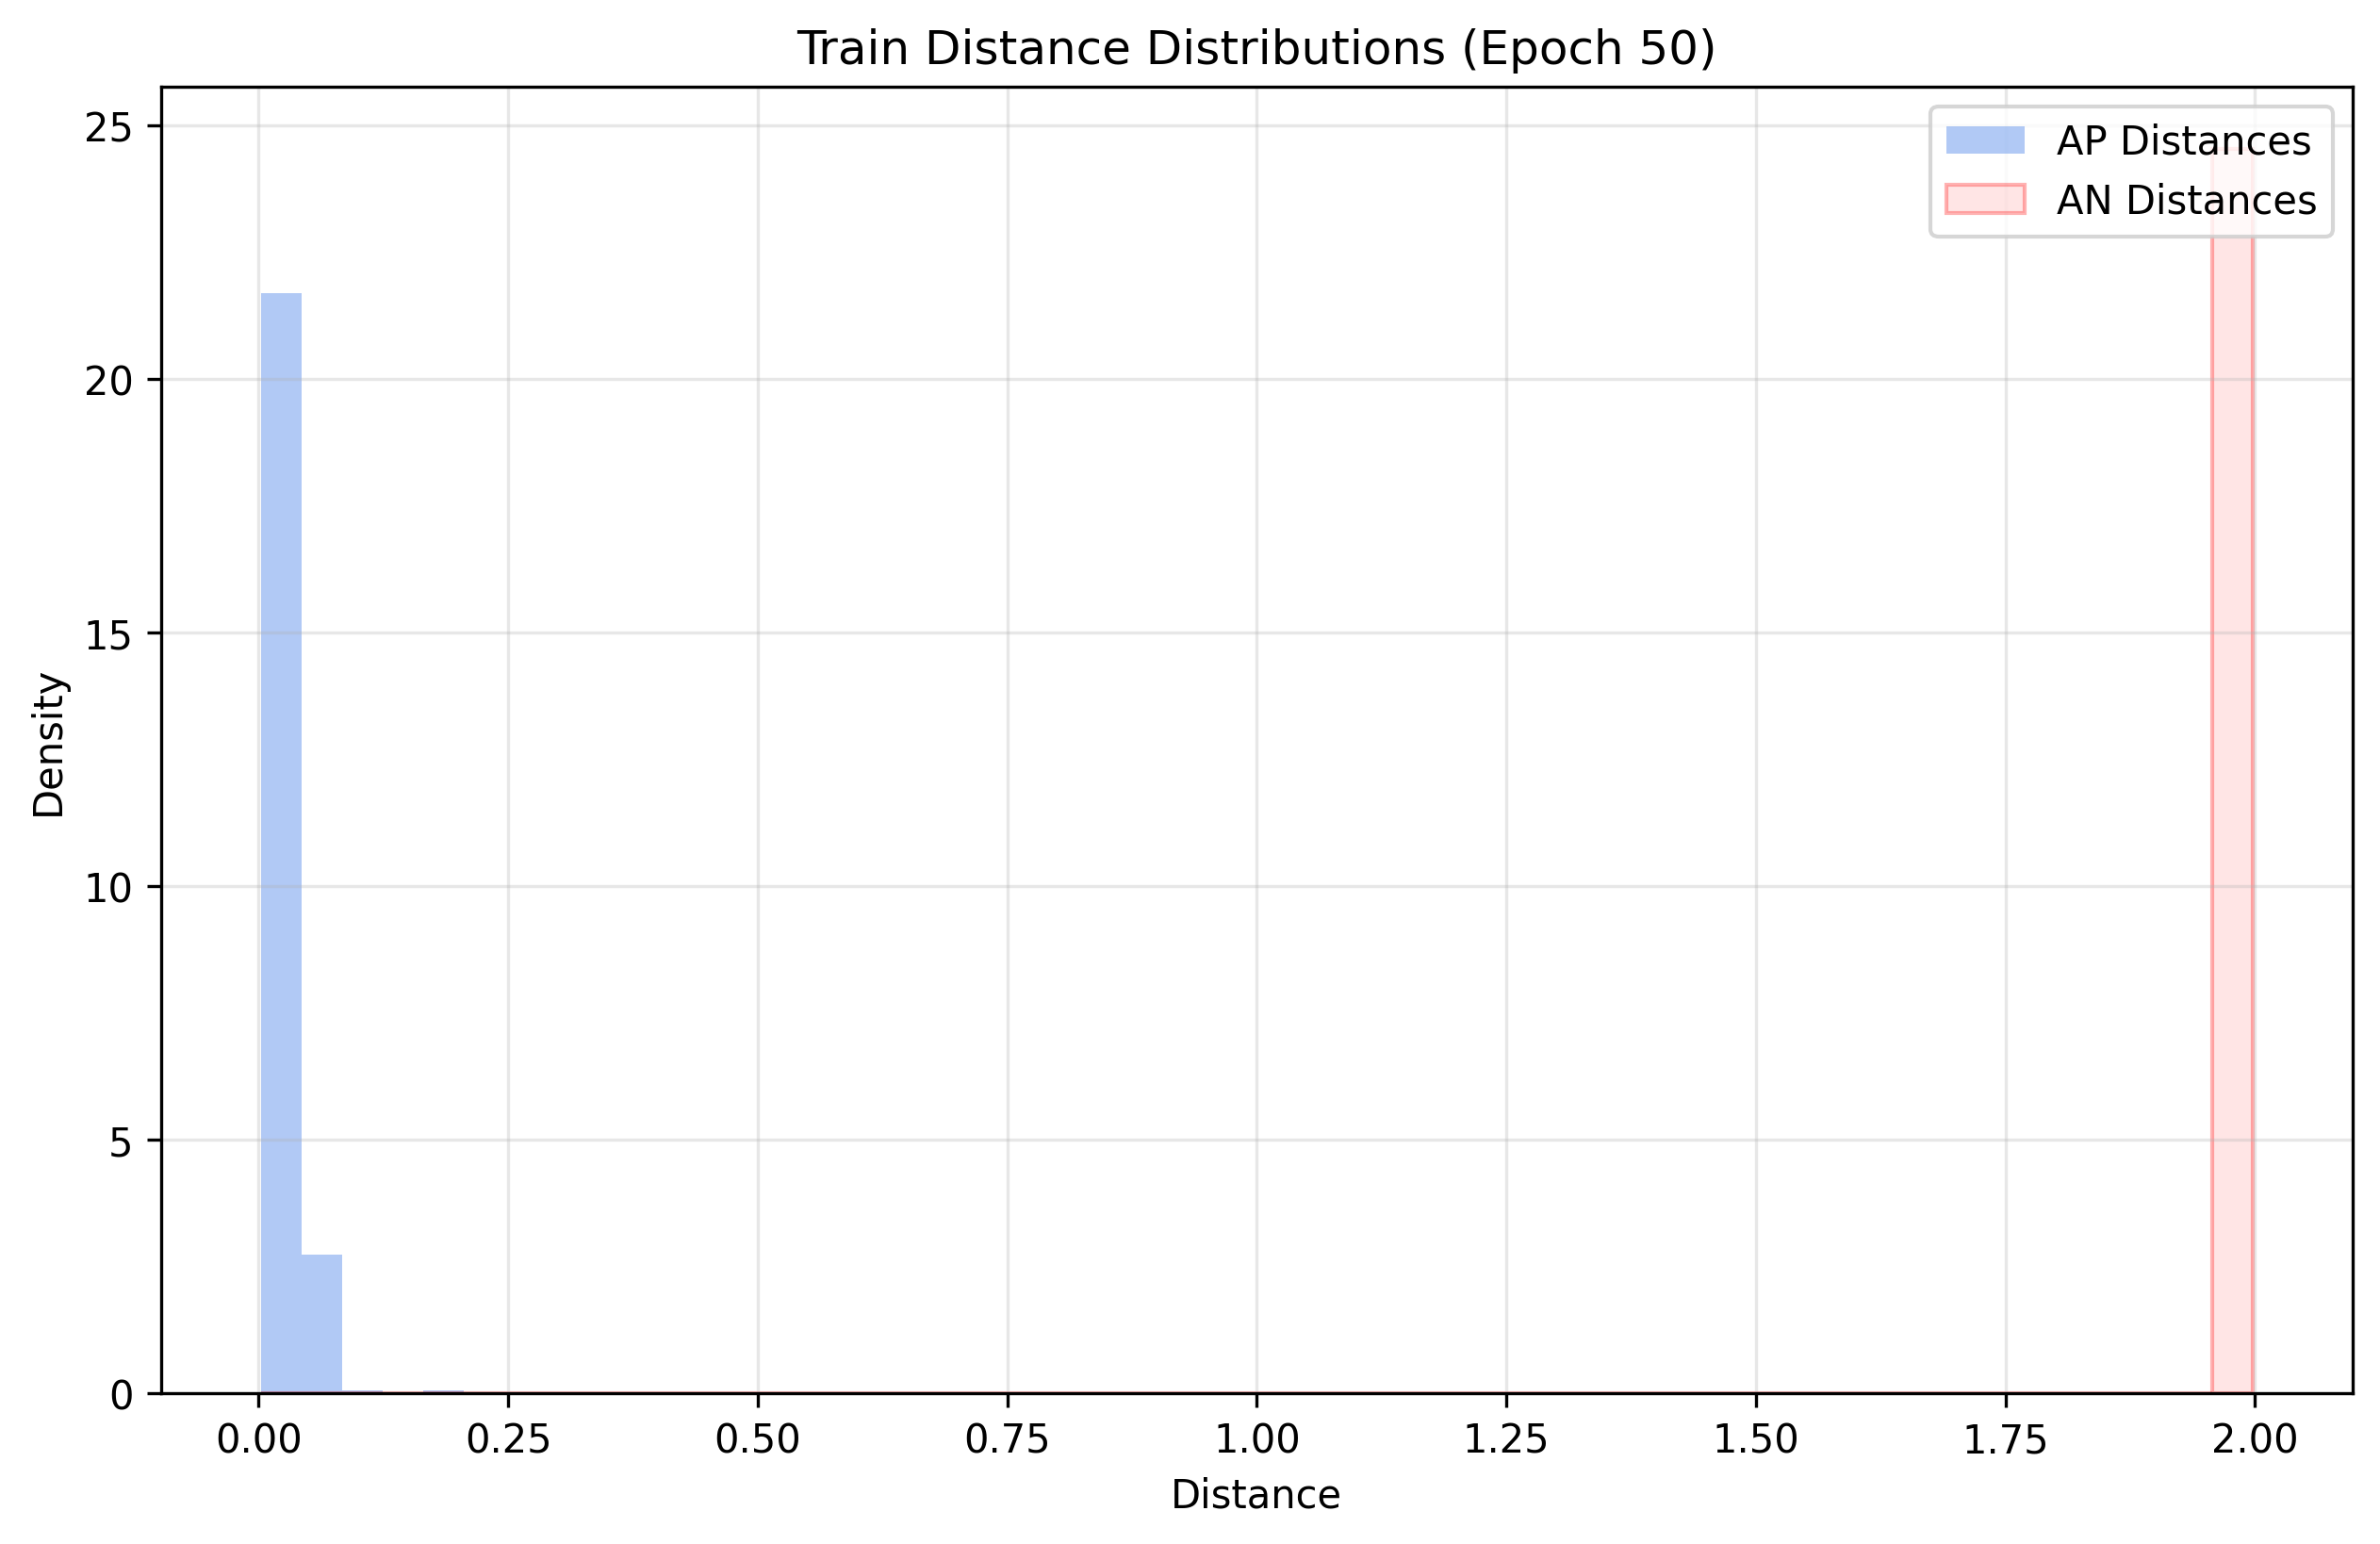 Train Distance Distributions (Epoch 50)
AP Distances
AN Distances
Density
25
20
15
10
5
0
0.00 0.25 0.50 0.75 1.00 1.25 1.50 1.75 2.00
Distance